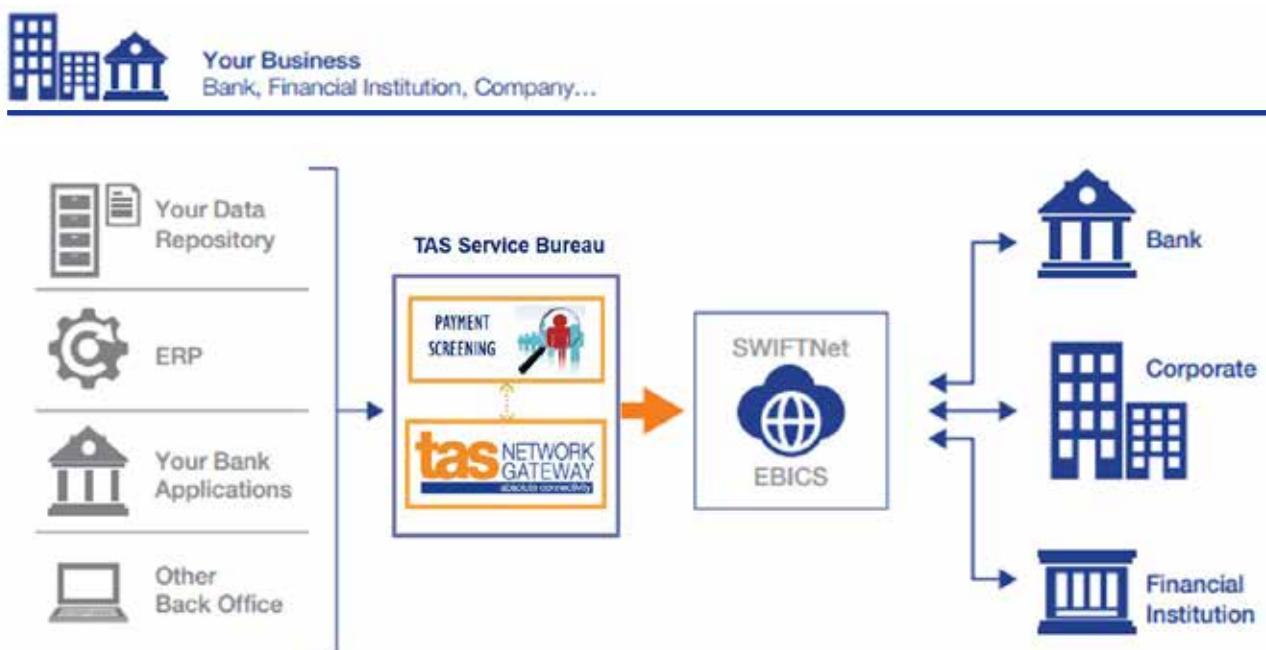 Your Business
Bank, Financial Institution, Company...
Your Data
Repository
ERP
Your Bank
Applications
Other
Back Office
TAS Service Bureau
PAYMENT
SCREENING
tas NETWORK
GATEWAY
absolute connectivity
SWIFTNet
EBICS
Bank
Corporate
Financial
Institution